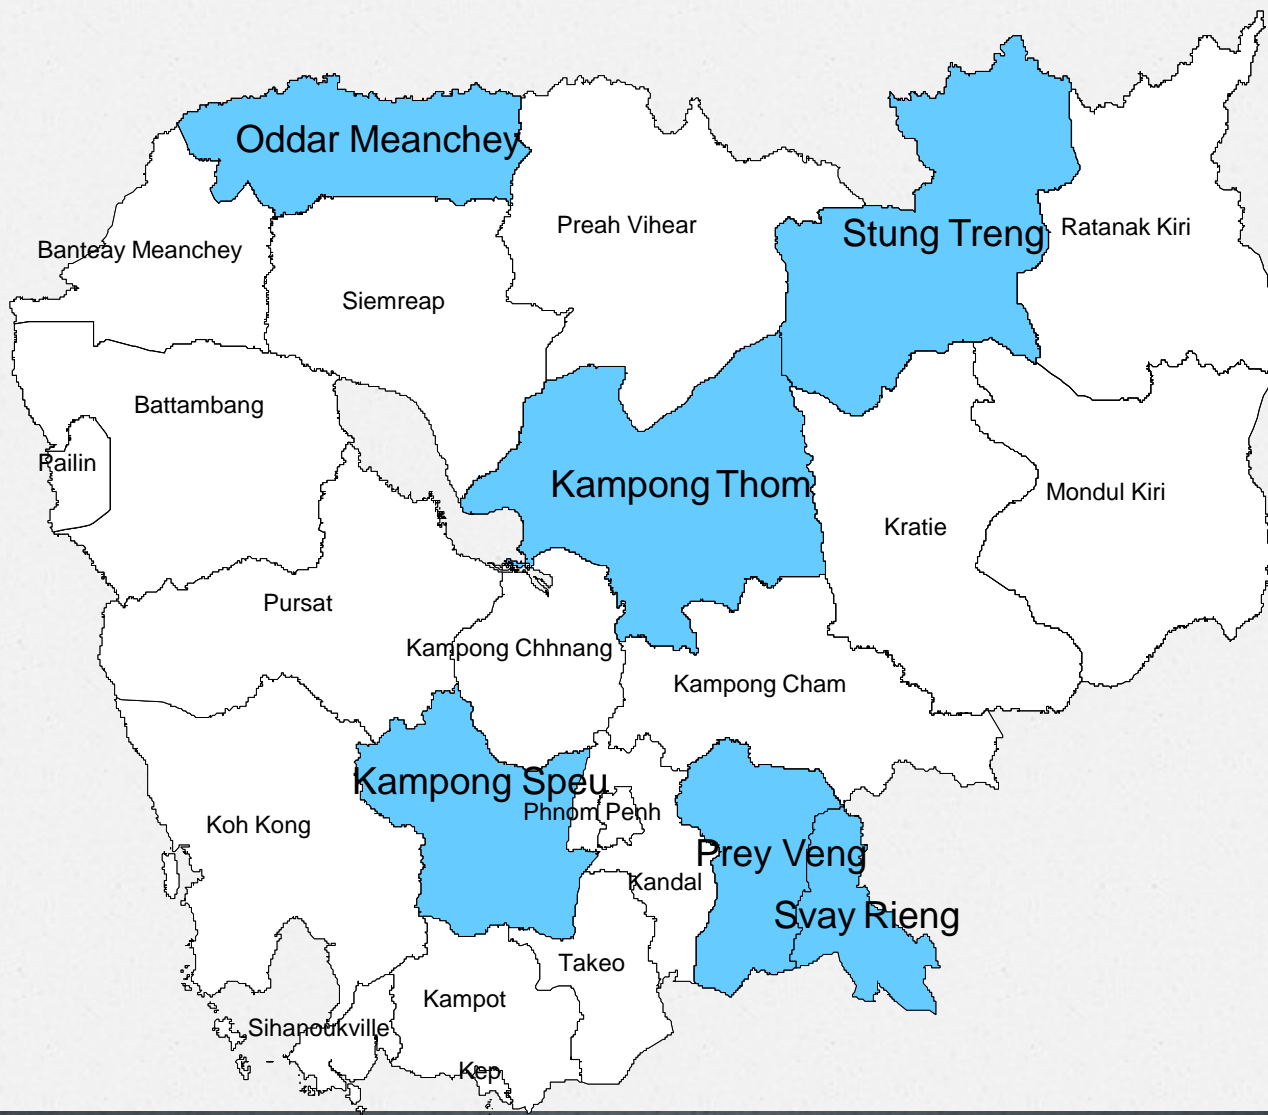 Oddar Meanchey
Preah Vihear
Stung Treng
Ratanak Kiri
Banteay Meanchey
Siemreap
Battambang
Pailin
Kampong Thom
Mondul Kiri
Kratie
Pursat
Kampong Chhnang
Kampong Cham
Kampong Speu
Phnom Penh
Koh Kong
Prey Veng
Kandal
Svay Rieng
Takeo
Kampot
Sihanoukville
Kep